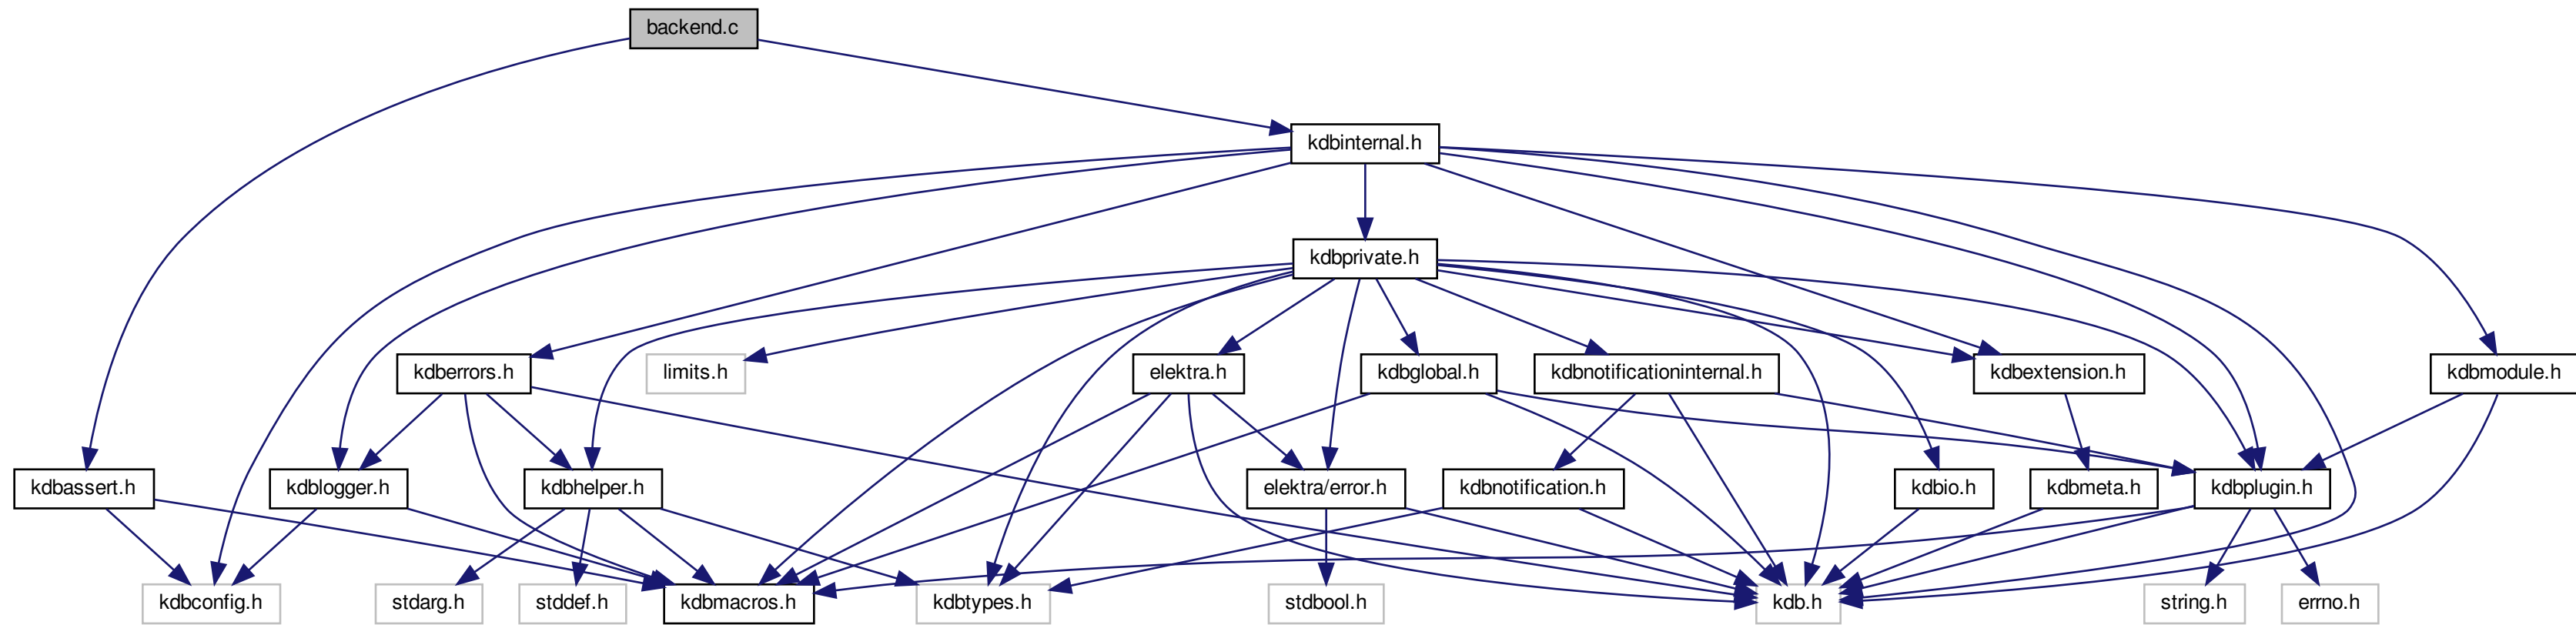 backend.c
kdbinternal.h
kdbprivate.h
kdberrors.h
limits.h
elektra.h
kdbglobal.h
kdbnotificationinternal.h
kdbextension.h
kdbmodule.h
kdbassert.h
kdblogger.h
kdbhelper.h
elektra/error.h
kdbnotification.h
kdbio.h
kdbmeta.h
kdbplugin.h
kdbconfig.h
stdarg.h
stddef.h
kdbmacros.h
kdbtypes.h
stdbool.h
kdb.h
string.h
errno.h